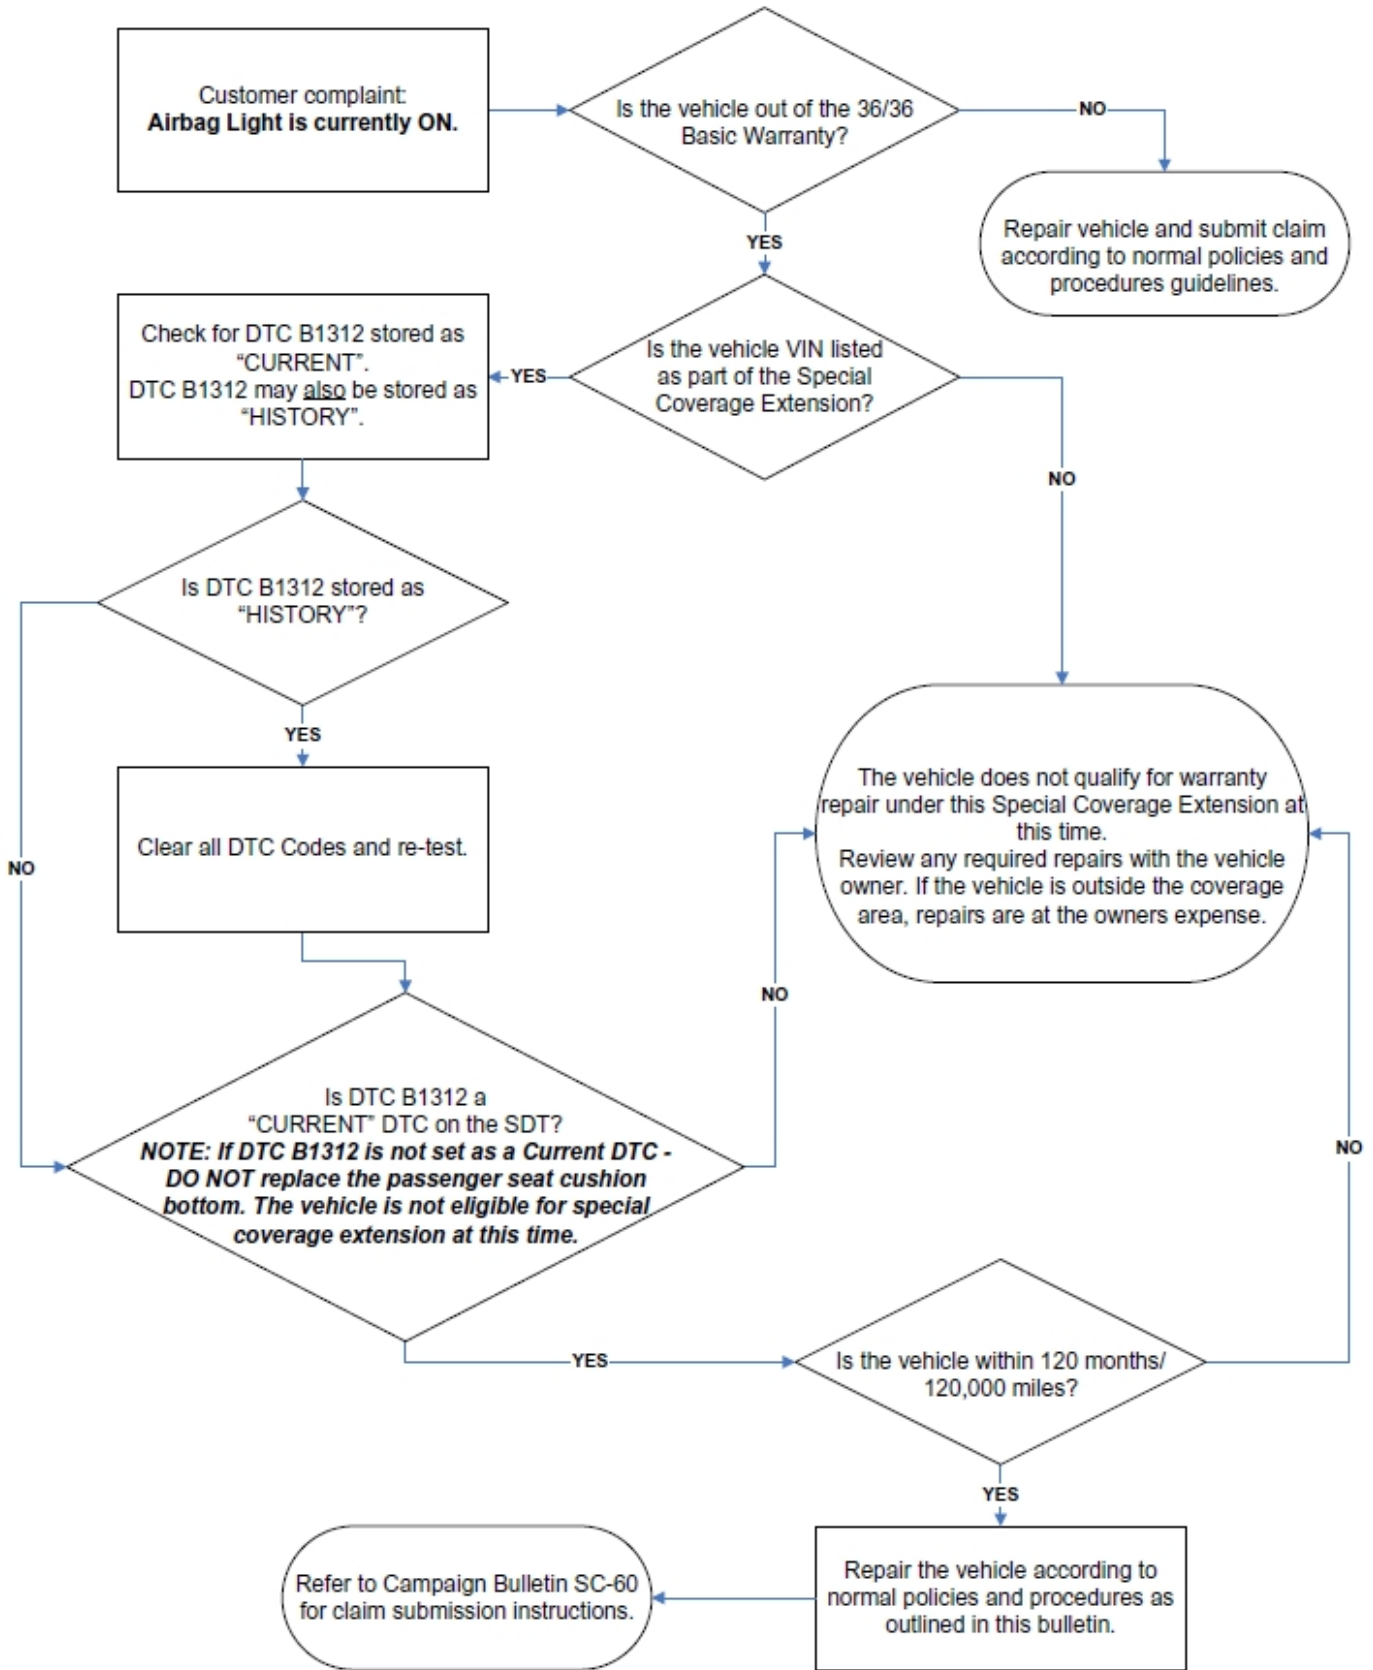 Customer complaint:
Airbag Light is currently ON.
Is the vehicle out of the 36/36
Basic Warranty?
NO
Repair vehicle and submit claim
according to normal policies and
procedures guidelines.
YES
Is the vehicle VIN listed
as part of the Special
Coverage Extension?
YES
NO
Check for DTC B1312 stored as
“CURRENT”.
DTC B1312 may also be stored as
“HISTORY”.
Is DTC B1312 stored as
“HISTORY”?
YES
NO
Clear all DTC Codes and re-test.
The vehicle does not qualify for warranty
repair under this Special Coverage Extension at
this time.
Review any required repairs with the vehicle
owner. If the vehicle is outside the coverage
area, repairs are at the owners expense.
NO
Is DTC B1312 a
“CURRENT” DTC on the SDT?
NOTE: If DTC B1312 is not set as a Current DTC -
DO NOT replace the passenger seat cushion
bottom. The vehicle is not eligible for special
coverage extension at this time.
NO
YES
Is the vehicle within 120 months/
120,000 miles?
YES
Repair the vehicle according to
normal policies and procedures as
outlined in this bulletin.
Refer to Campaign Bulletin SC-60
for claim submission instructions.